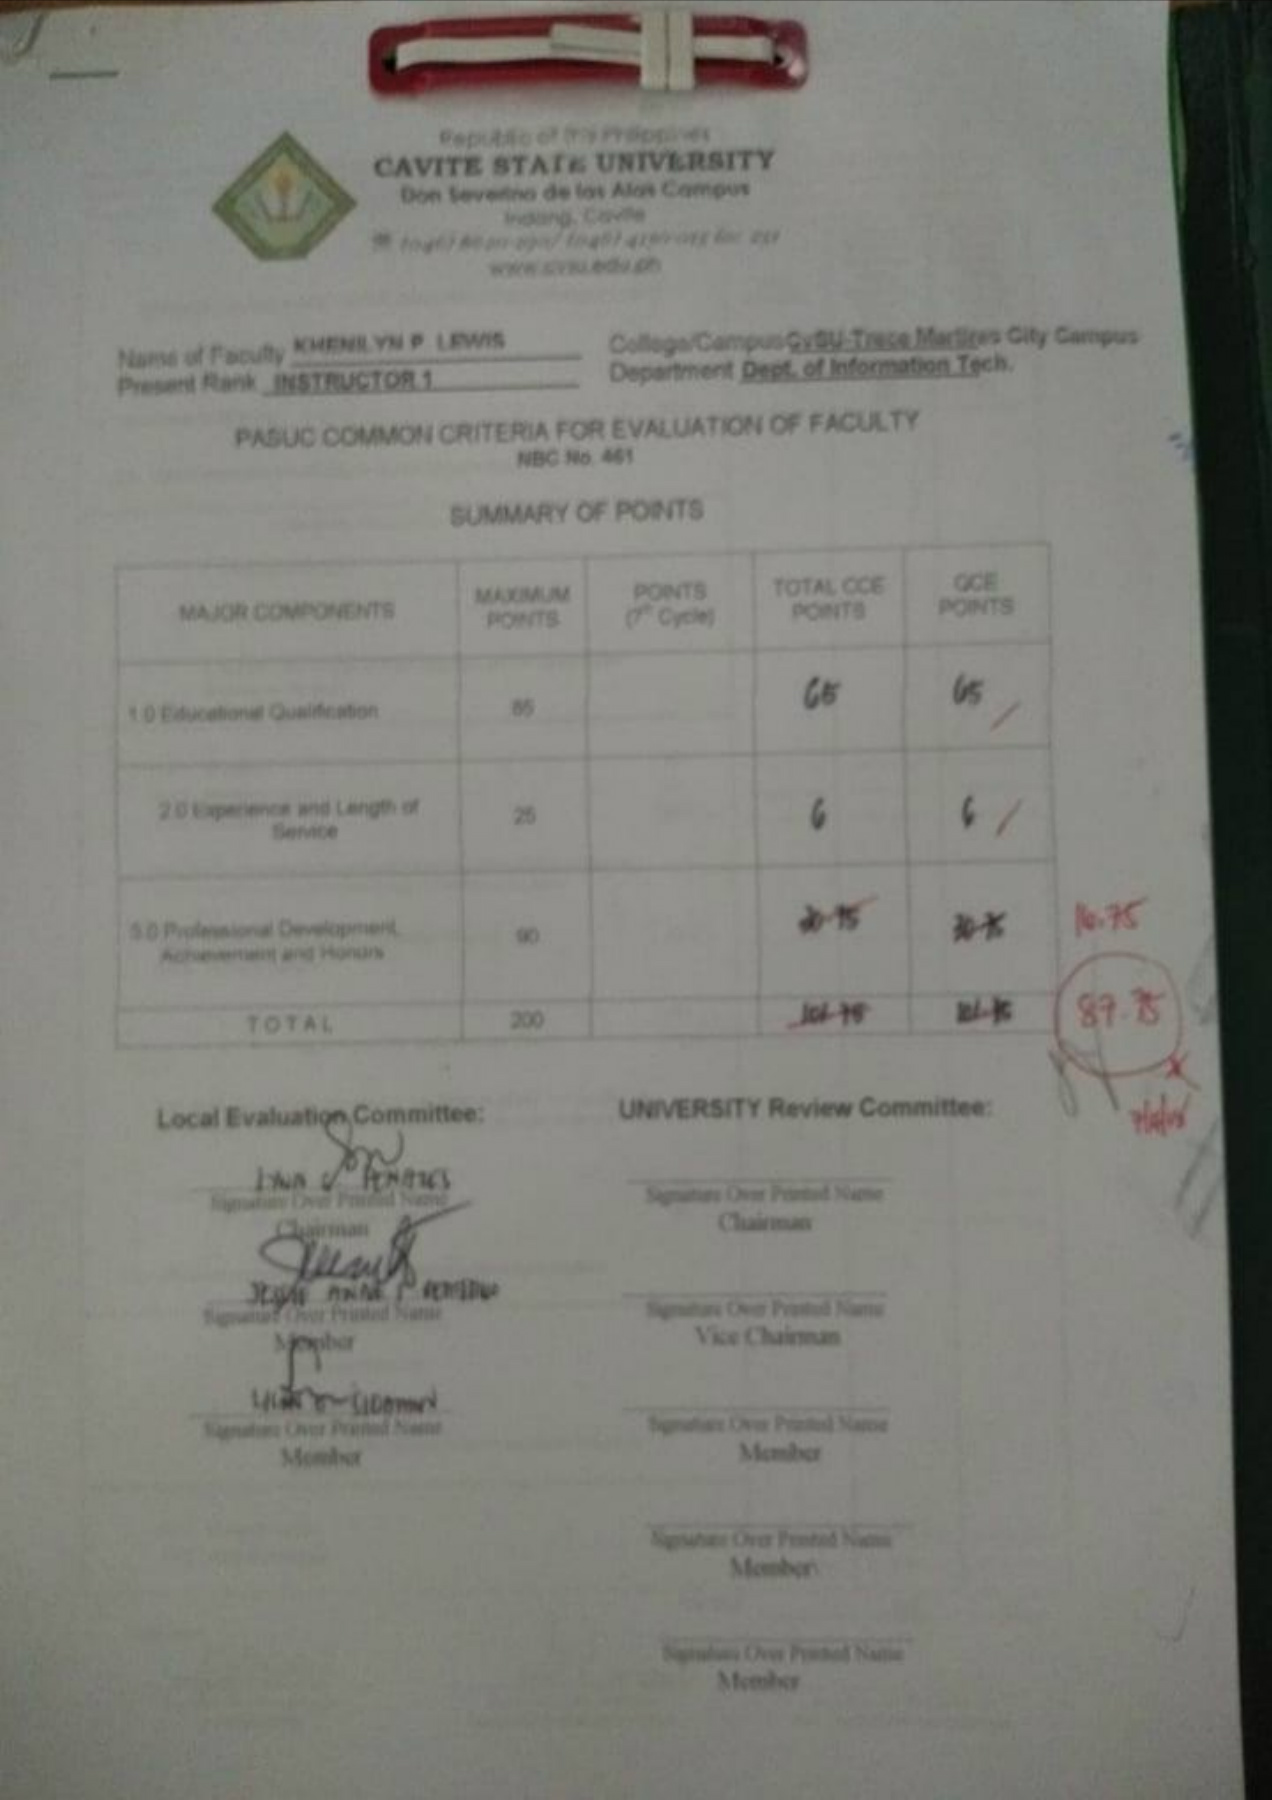 Republic of the Philippines
CAVITE STATE UNIVERSITY
Don Severino de las Alas Campus
Indang, Cavite
www.cvsu.edu.ph
Name of Faculty KHENILYN P. LEWIS
College/Campus CvSU-Trece Martires City Campus
Present Rank INSTRUCTOR 1
Department Dept. of Information Tech.
PASUC COMMON CRITERIA FOR EVALUATION OF FACULTY
NBC No. 461
SUMMARY OF POINTS
MAJOR COMPONENTS
MAXIMUM POINTS
POINTS (7th Cycle)
TOTAL CCE POINTS
QCE POINTS
1.0 Educational Qualification 85 65 65
2.0 Experience and Length of
Service
25 6 6
3.0 Professional Development,
Achievement and Honors
90 30.75 30.75 16.75
TOTAL 200 101.75 101.75 87.75
Local Evaluation Committee:
UNIVERSITY Review Committee:
Signature Over Printed Name
Chairman
Signature Over Printed Name
Chairman
Signature Over Printed Name
Member
Signature Over Printed Name
Vice Chairman
Signature Over Printed Name
Member
Signature Over Printed Name
Member
Signature Over Printed Name
Member
Signature Over Printed Name
Member